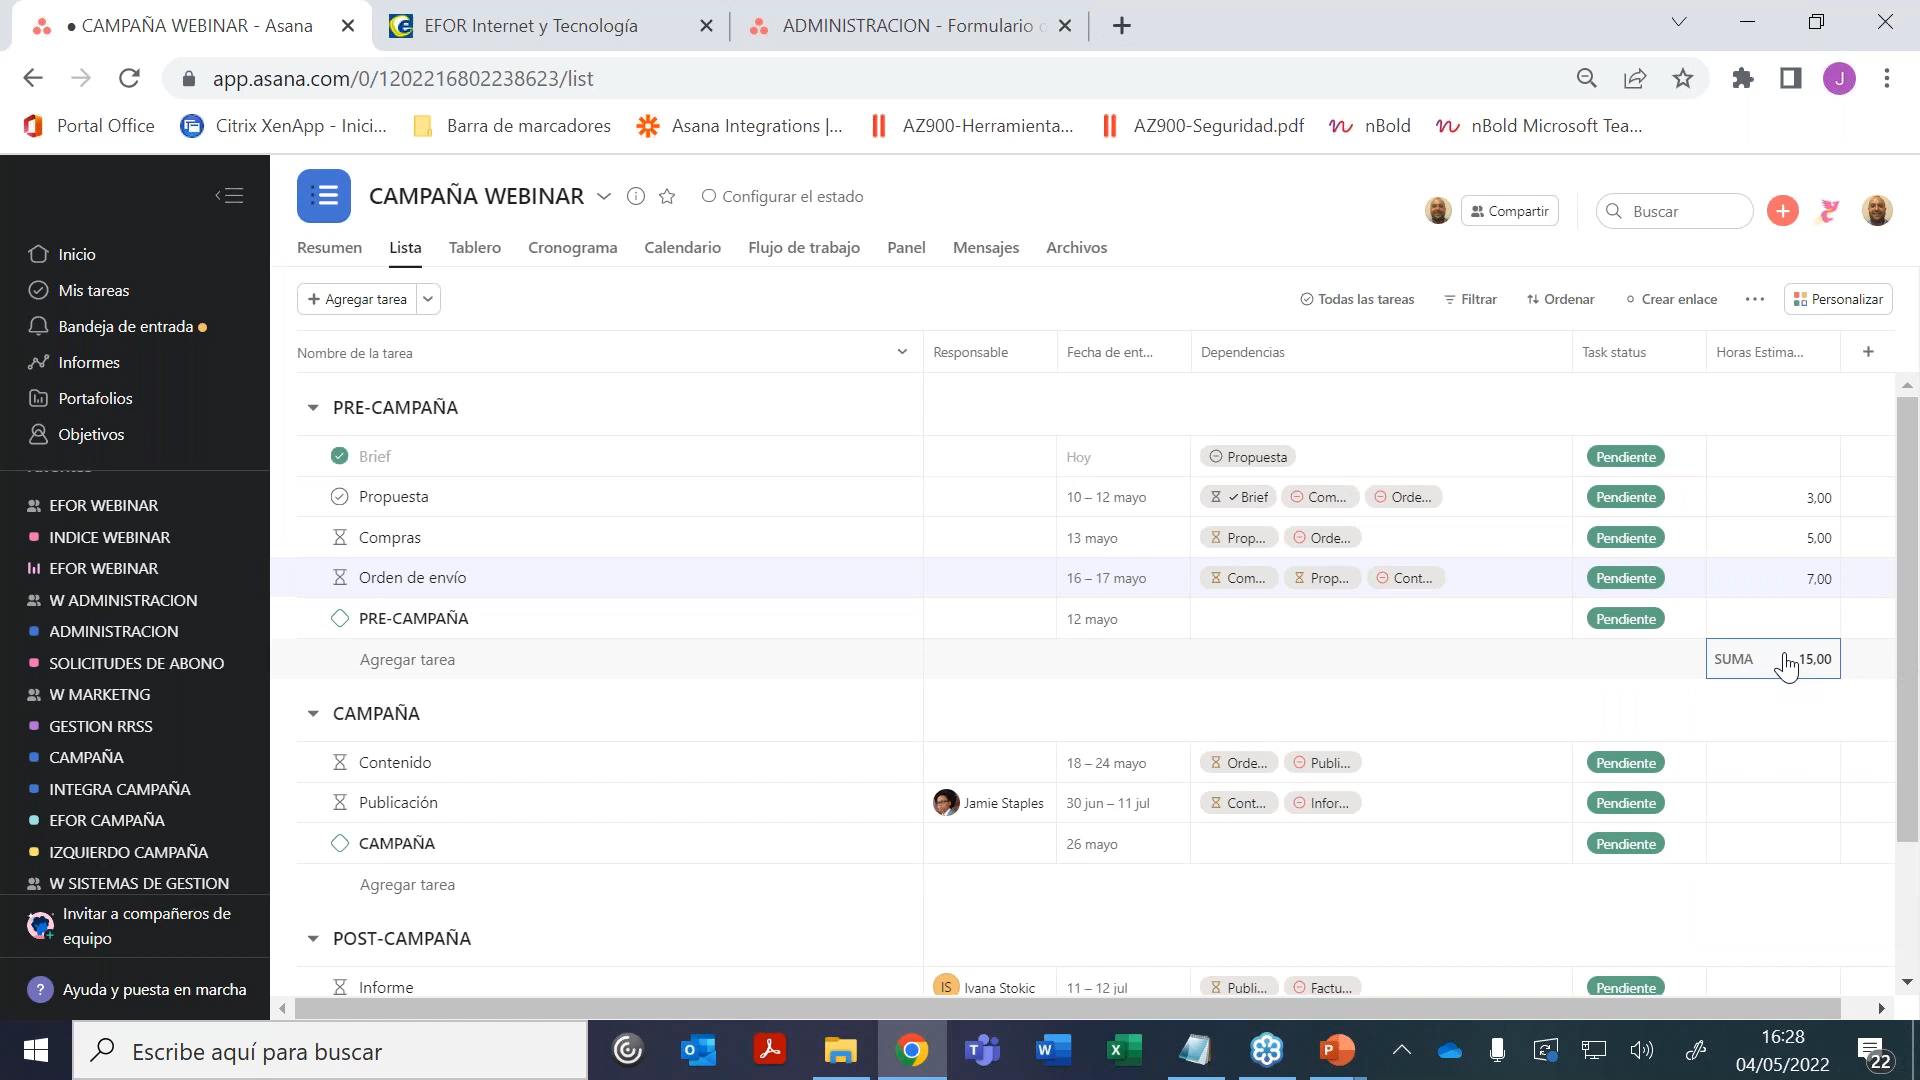 • CAMPAÑA WEBINAR - Asana
EFOR Internet y Tecnología
ADMINISTRACION - Formulario
app.asana.com/0/1202216802238623/list
J
Portal Office
Citrix XenApp - Inici...
Barra de marcadores
Asana Integrations |...
AZ900-Herramienta...
AZ900-Seguridad.pdf
nBold
nBold Microsoft Tea...
CAMPAÑA WEBINAR
Configurar el estado
Compartir
Buscar
Resumen
Lista
Tablero
Cronograma
Calendario
Flujo de trabajo
Panel
Mensajes
Archivos
Inicio
Mis tareas
Bandeja de entrada
Informes
Portafolios
Objetivos
EFOR WEBINAR
INDICE WEBINAR
EFOR WEBINAR
W ADMINISTRACION
ADMINISTRACION
SOLICITUDES DE ABONO
W MARKETNG
GESTION RRSS
CAMPAÑA
INTEGRA CAMPAÑA
EFOR CAMPAÑA
IZQUIERDO CAMPAÑA
W SISTEMAS DE GESTION
Invitar a compañeros de
equipo
? Ayuda y puesta en marcha
+ Agregar tarea
Todas las tareas
Filtrar
Ordenar
Crear enlace
Personalizar
Nombre de la tarea
Responsable
Fecha de ent...
Dependencias
Task status
Horas Estima...
PRE-CAMPAÑA
Brief Hoy Propuesta Pendiente
Propuesta 10 – 12 mayo Brief Com... Orde... Pendiente 3,00
Compras 13 mayo Prop... Orde... Pendiente 5,00
Orden de envío 16 – 17 mayo Com... Prop... Cont... Pendiente 7,00
PRE-CAMPAÑA 12 mayo Pendiente
Agregar tarea SUMA 15,00
CAMPAÑA
Contenido 18 – 24 mayo Orde... Publi... Pendiente
Publicación Jamie Staples 30 jun – 11 jul Cont... Infor... Pendiente
CAMPAÑA 26 mayo Pendiente
Agregar tarea
POST-CAMPAÑA
Informe IS Ivana Stokic 11 – 12 jul Publi... Factu... Pendiente
Escribe aquí para buscar
16:28
04/05/2022
22